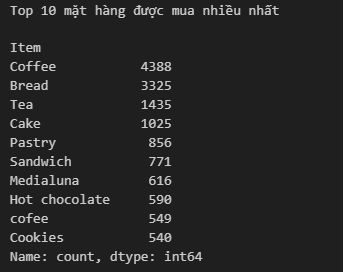 Top 10 mặt hàng được mua nhiều nhất
Item
Coffee 4388
Bread 3325
Tea 1435
Cake 1025
Pastry 856
Sandwich 771
Medialuna 616
Hot chocolate 590
cofee 549
Cookies 540
Name: count, dtype: int64